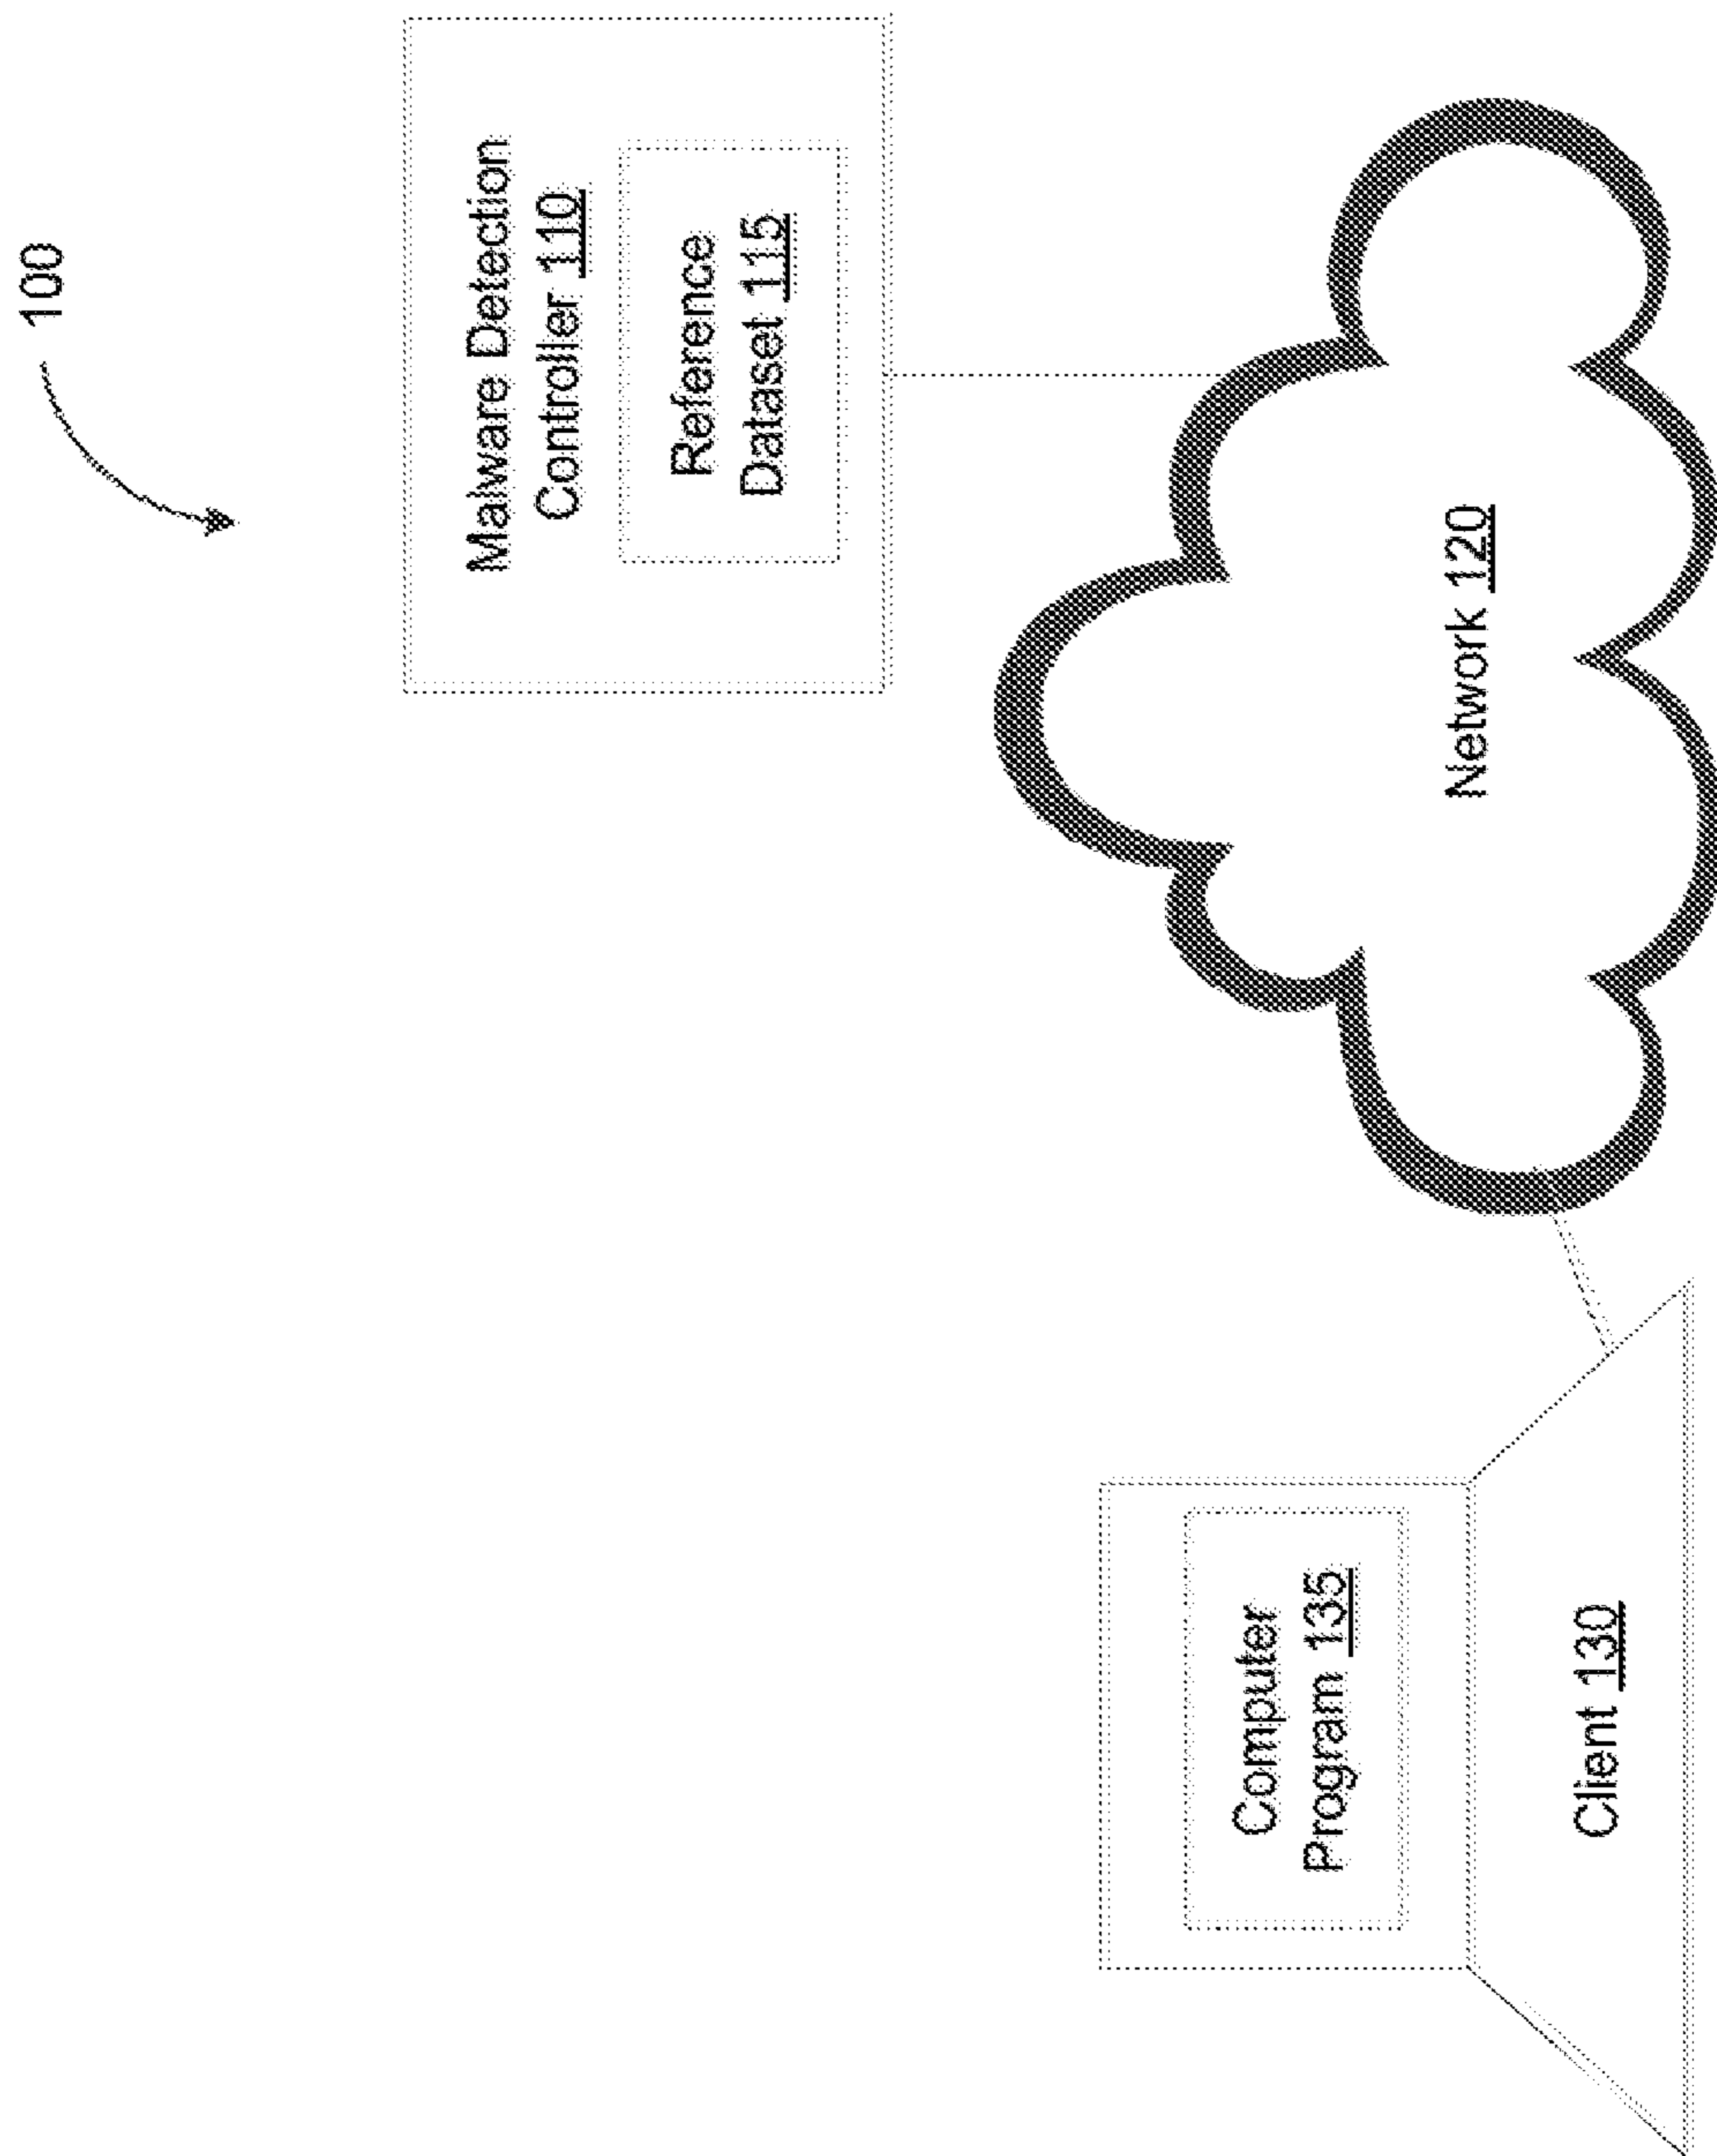 100
Malware Detection
Controller 110
Reference
Dataset 115
Network 120
Computer
Program 135
Client 130